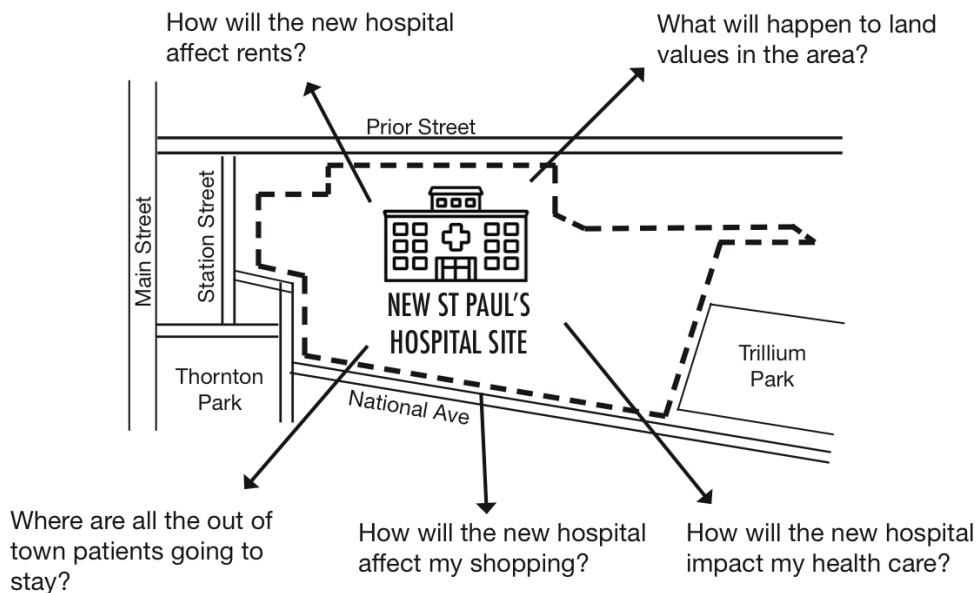 How will the new hospital
affect rents?
What will happen to land
values in the area?
Prior Street
Main Street
Station Street
NEW ST PAUL'S
HOSPITAL SITE
Thornton
Park
National Ave
Trillium
Park
Where are all the out of
town patients going to
stay?
How will the new hospital
affect my shopping?
How will the new hospital
impact my health care?